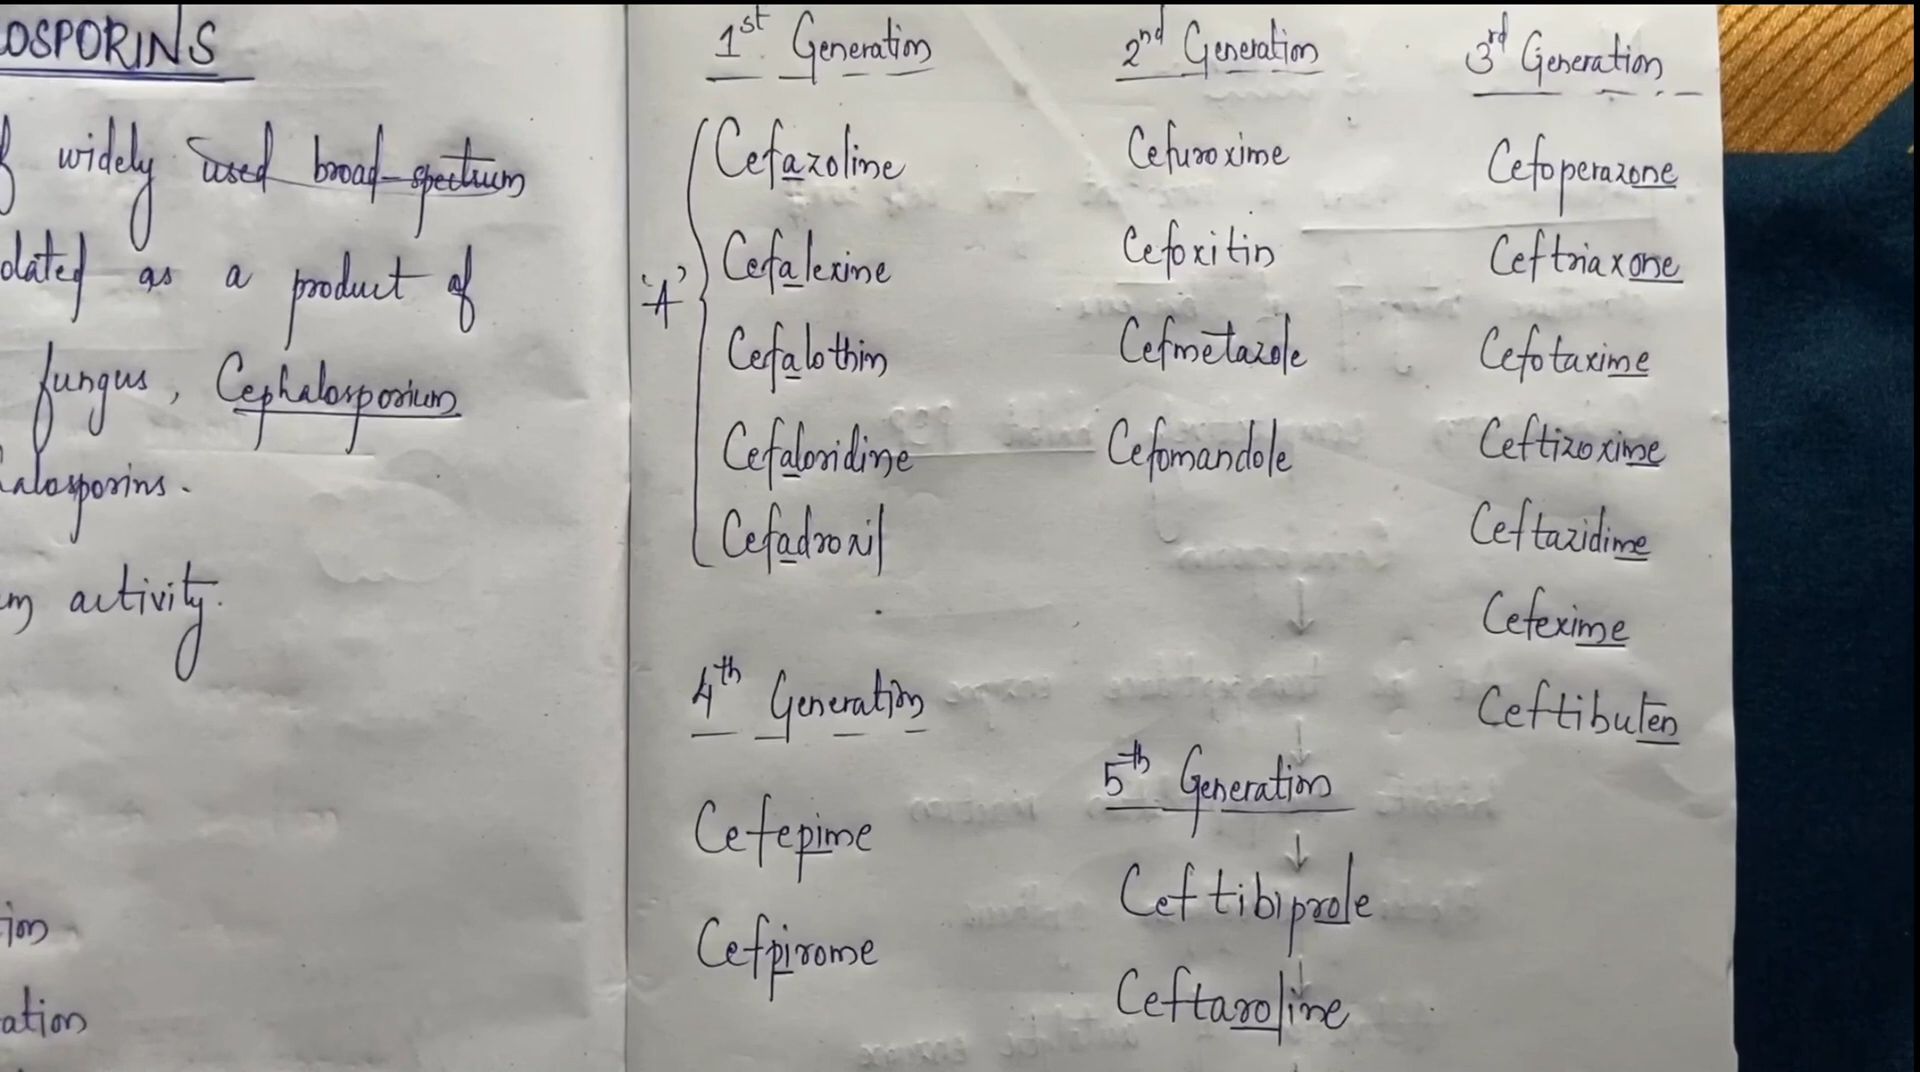 OSPORINS
f widely used broad-spectrum
olated as a product of
fungus, Cephalosporium
alosporins.
activity.
ion
ation
1st Generation
Cefazoline
Cefalexine
Cefalothin
Cefaloridine
Cefadroxil
'A'
2nd Generation
Cefuroxime
Cefoxitin
Cefmetazole
Cefomandole
3rd Generation
Cefoperazone
Ceftriaxone
Cefotaxime
Ceftizoxime
Ceftazidime
Cefexime
Ceftibuten
4th Generation
Cefepime
Cefpirome
5th Generation
Ceftibiprole
Ceftaroline